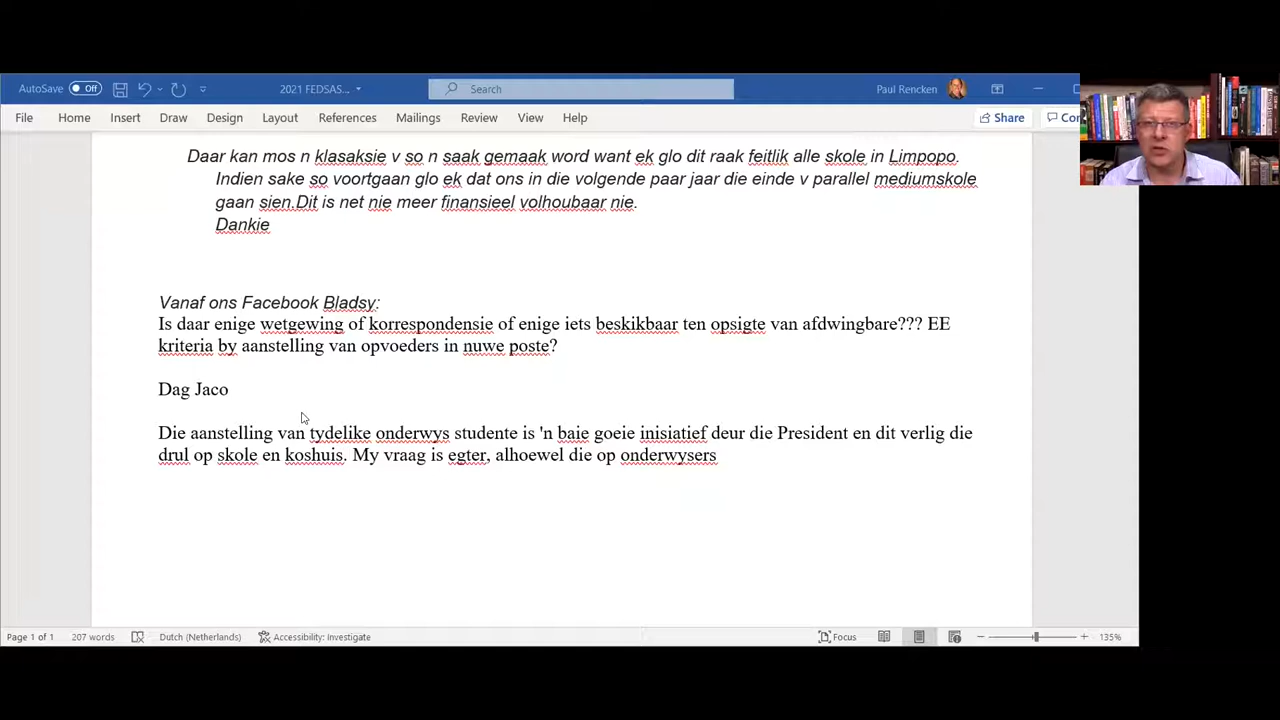 AutoSave Off 2021 FEDSAS... Search Paul Rencken
File Home Insert Draw Design Layout References Mailings Review View Help Share
Daar kan mos n klasaksie v so n saak gemaak word want ek glo dit raak feitlik alle skole in Limpopo.
Indien sake so voortgaan glo ek dat ons in die volgende paar jaar die einde v parallel mediumskole
gaan sien.Dit is net nie meer finansieel volhoubaar nie.
Dankie
Vanaf ons Facebook Bladsy:
Is daar enige wetgewing of korrespondensie of enige iets beskikbaar ten opsigte van afdwingbare??? EE
kriteria by aanstelling van opvoeders in nuwe poste?
Dag Jaco
Die aanstelling van tydelike onderwys studente is 'n baie goeie inisiatief deur die President en dit verlig die
drul op skole en koshuis. My vraag is egter, alhoewel die op onderwysers
Page 1 of 1 207 words Dutch (Netherlands) Accessibility: Investigate Focus 135%